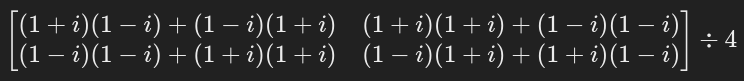 [(1 + i)(1 − i) + (1 − i)(1 + i) (1 + i)(1 + i) + (1 − i)(1 − i)
(1 − i)(1 − i) + (1 + i)(1 + i) (1 − i)(1 + i) + (1 + i)(1 − i)] ÷ 4